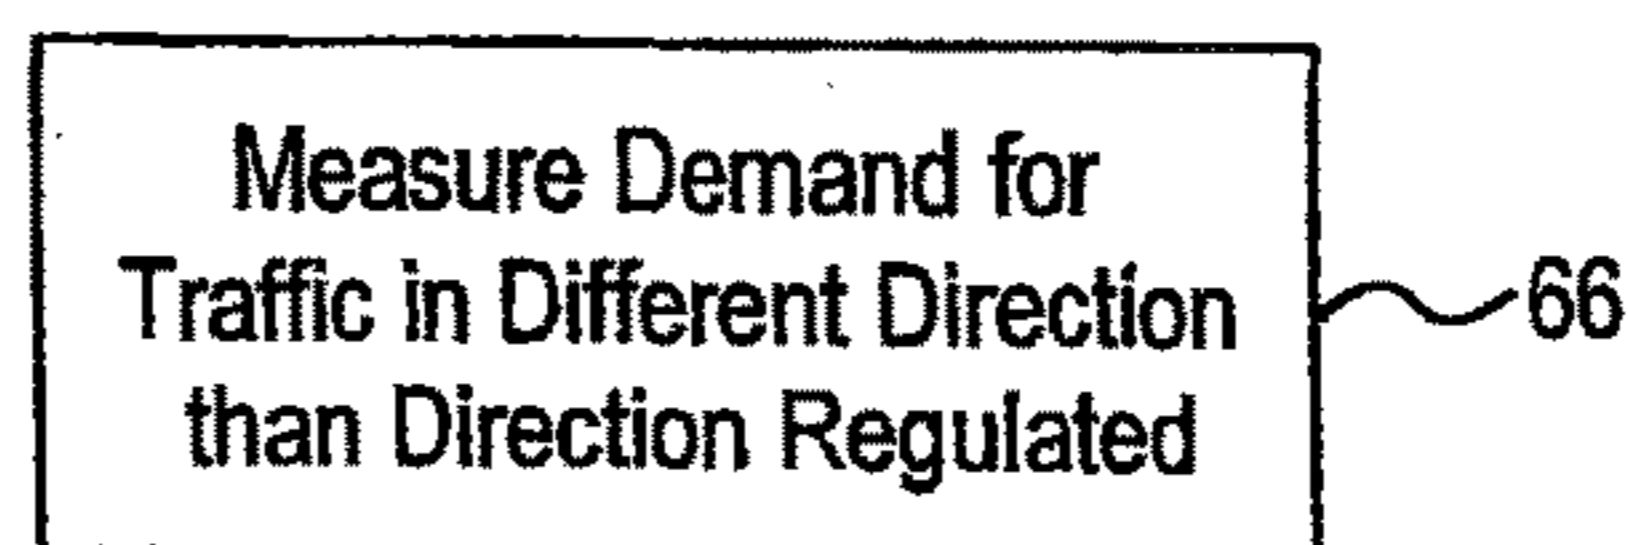 Measure Demand for
Traffic in Different Direction
than Direction Regulated
66